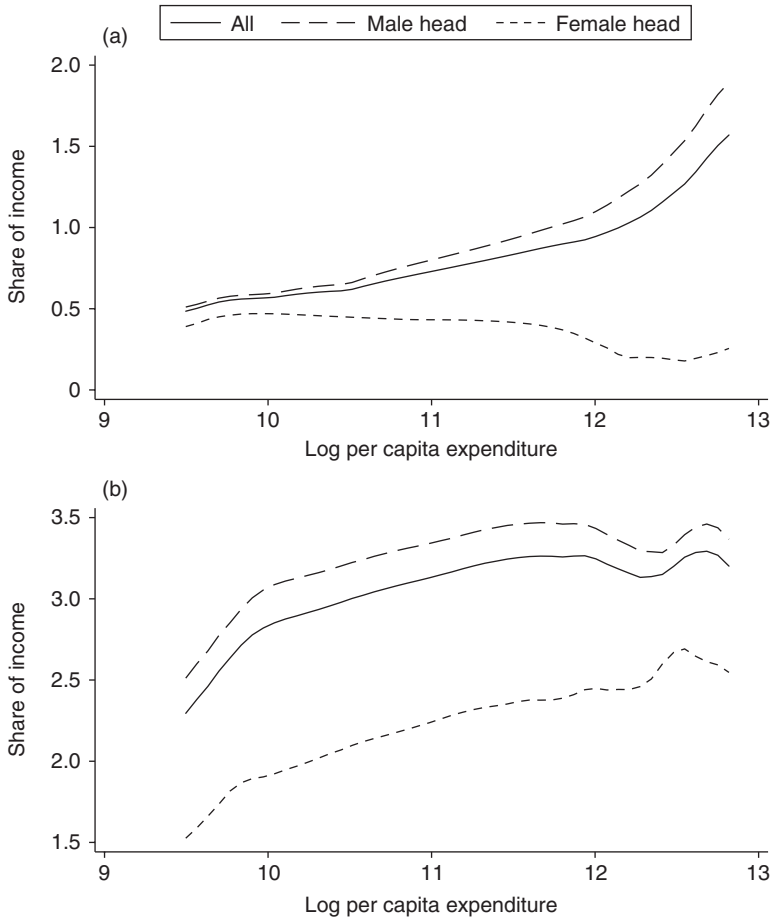 All Male head Female head
(a)
2.0
1.5
1.0
0.5
0
Share of income
9 10 11 12 13
Log per capita expenditure
(b)
3.5
3.0
2.5
2.0
1.5
Share of income
9 10 11 12 13
Log per capita expenditure